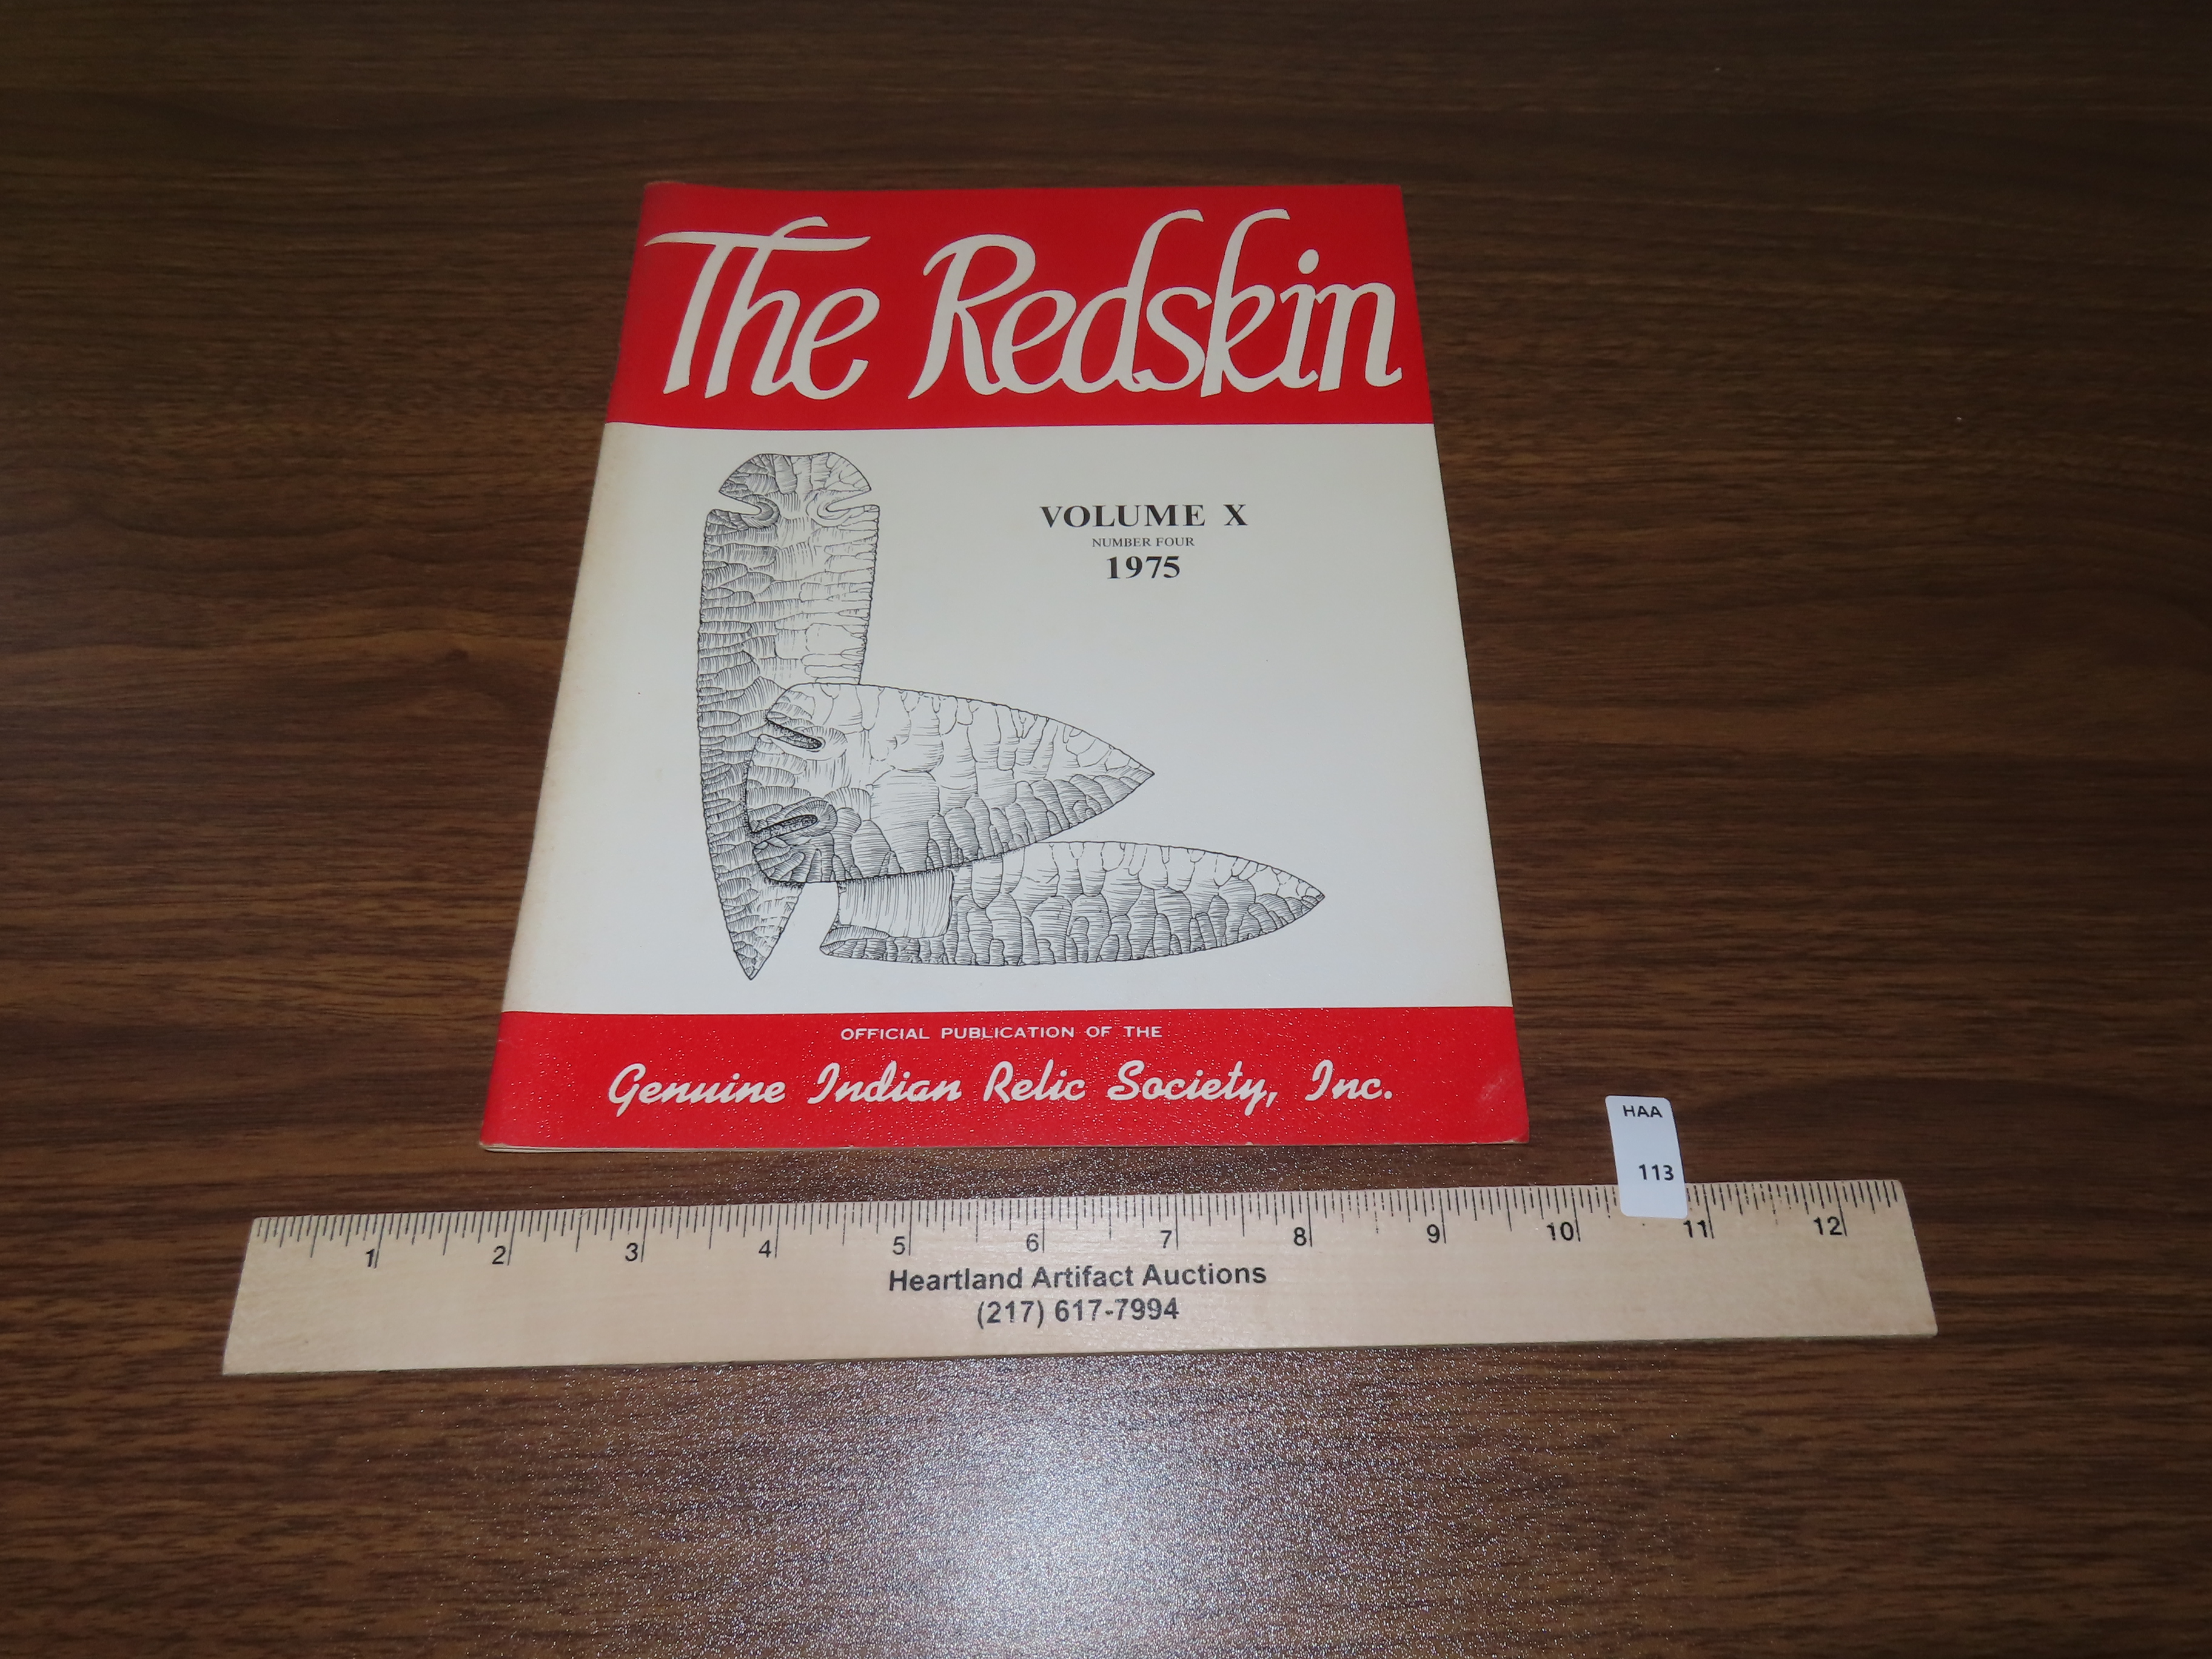 The Redskin
VOLUME X
NUMBER FOUR
1975
OFFICIAL PUBLICATION OF THE
Genuine Indian Relic Society, Inc.
HAA
113
1 2 3 4 5 6 7 8 9 10 11 12
Heartland Artifact Auctions
(217) 617-7994